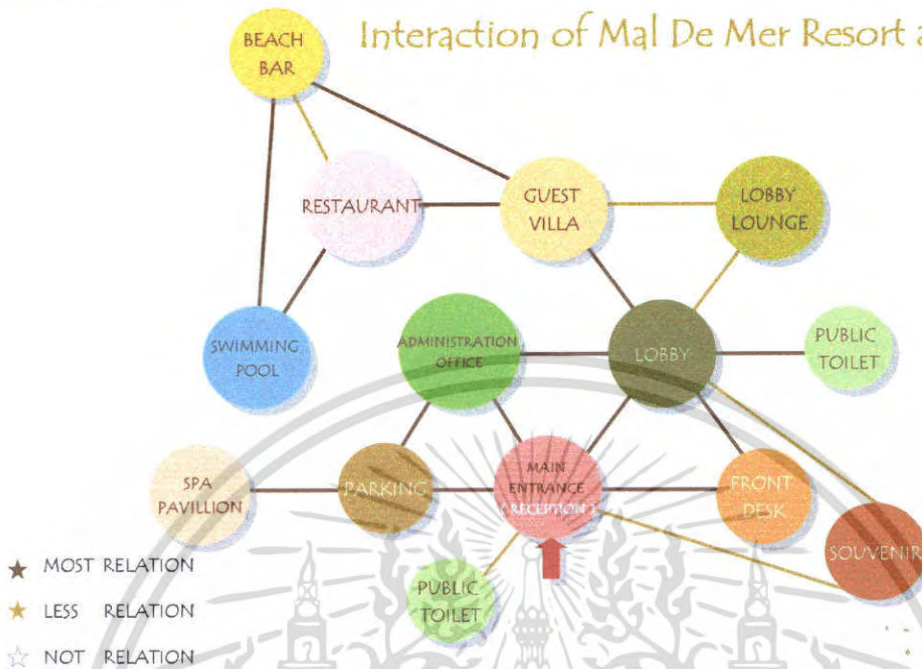 Interaction of Mal De Mer Resort a
BEACH
BAR
RESTAURANT
GUEST
VILLA
LOBBY
LOUNGE
SWIMMING
POOL
ADMINISTRATION
OFFICE
LOBBY
PUBLIC
TOILET
SPA
PAVILLION
PARKING
MAIN
ENTRANCE
( RECEPTION )
FRONT
DESK
SOUVENIR
PUBLIC
TOILET
MOST RELATION
LESS RELATION
NOT RELATION